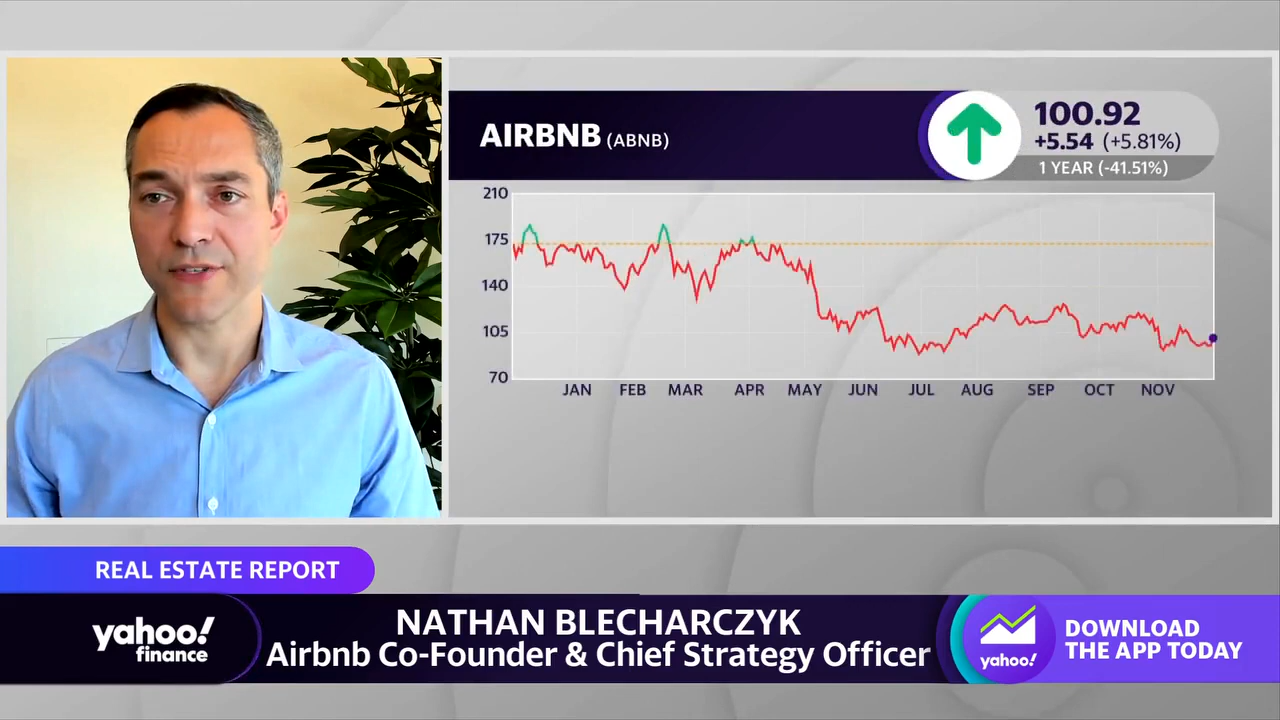 AIRBNB (ABNB)
100.92
+5.54 (+5.81%)
1 YEAR (-41.51%)
210
175
140
105
70
JAN FEB MAR APR MAY JUN JUL AUG SEP OCT NOV
REAL ESTATE REPORT
yahoo!
finance
NATHAN BLECHARCZYK
Airbnb Co-Founder & Chief Strategy Officer
yahoo!
DOWNLOAD
THE APP TODAY